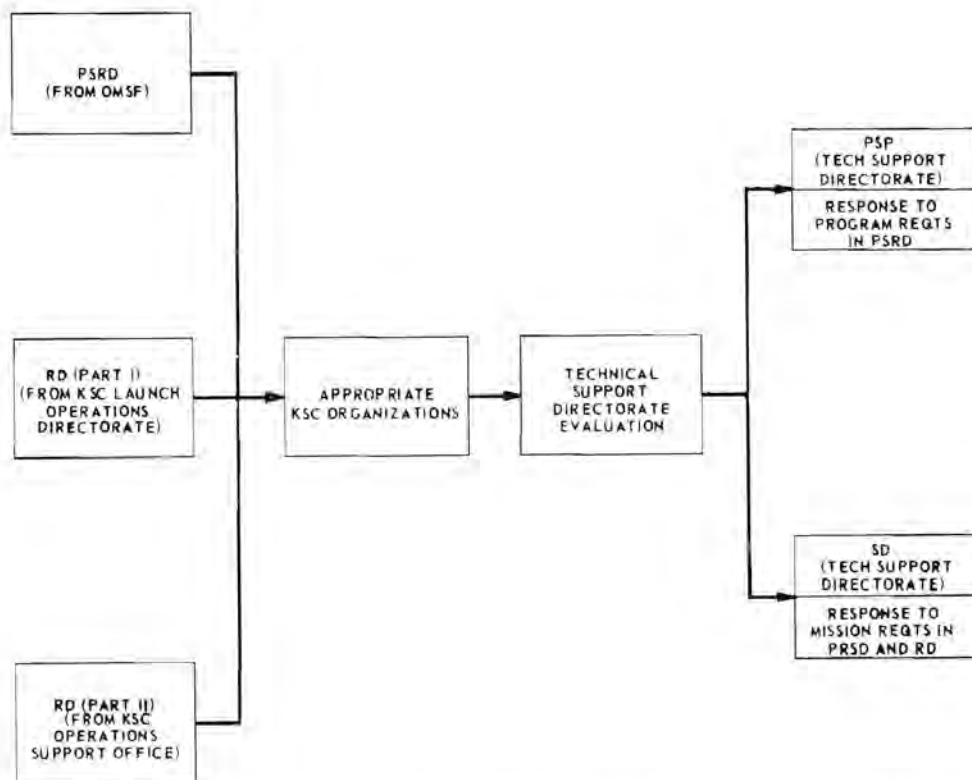 PSRD
(FROM OMSF)
RD (PART I)
(FROM KSC LAUNCH
OPERATIONS
DIRECTORATE)
RD (PART II)
(FROM KSC
OPERATIONS
SUPPORT OFFICE)
APPROPRIATE
KSC ORGANIZATIONS
TECHNICAL
SUPPORT
DIRECTORATE
EVALUATION
PSP
(TECH SUPPORT
DIRECTORATE)
RESPONSE TO
PROGRAM REQTS
IN PSRD
SD
(TECH SUPPORT
DIRECTORATE)
RESPONSE TO
MISSION REQTS IN
PRSD AND RD